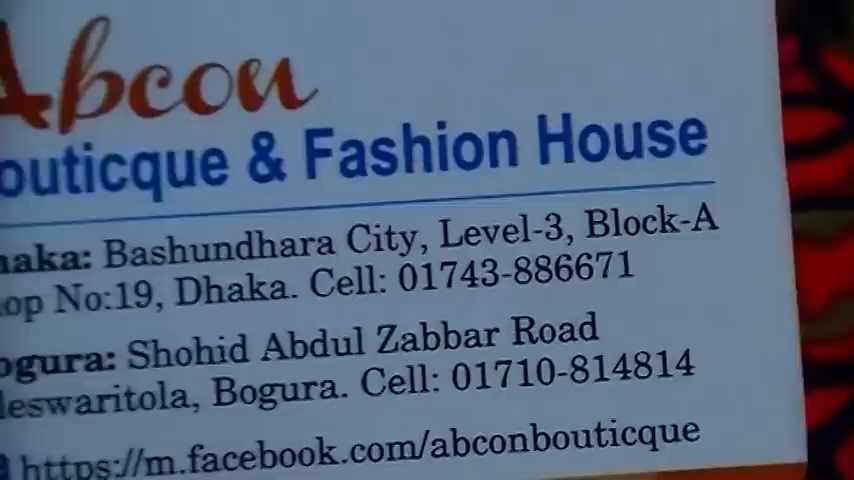 Abcon
outicque & Fashion House
haka: Bashundhara City, Level-3, Block-A
op No:19, Dhaka. Cell: 01743-886671
ogura: Shohid Abdul Zabbar Road
leswaritola, Bogura. Cell: 01710-814814
https://m.facebook.com/abconbouticque